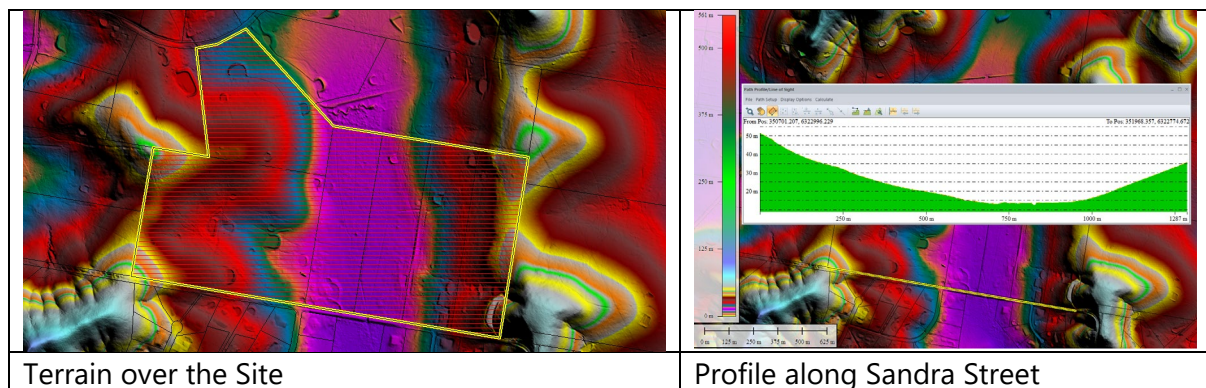 561 m
500 m
375 m
250 m
125 m
0 m
Path Profile/Line of Sight
File Path Setup Display Options Calculate
From Pos: 350701.207, 6322996.229 To Pos: 351968.357, 6322774.672
50 m
40 m
30 m
20 m
250 m 500 m 750 m 1000 m 1287 m
0 m 125 m 250 m 375 m 500 m 625 m
Terrain over the Site
Profile along Sandra Street